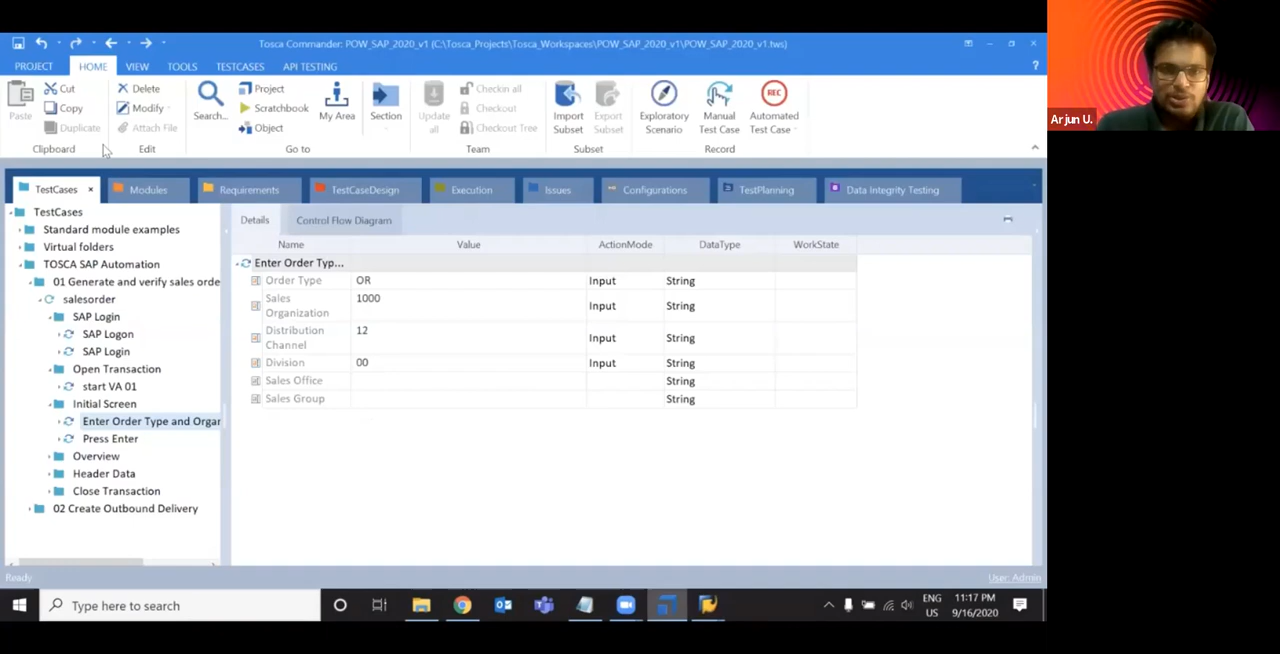 Tosca Commander: POW_SAP_2020_v1 (C:\Tosca_Projects\Tosca_Workspaces\POW_SAP_2020_v1\POW_SAP_2020_v1.tws)
PROJECT HOME VIEW TOOLS TESTCASES API TESTING ?
Paste
Cut
Copy
Duplicate
Clipboard
Delete
Modify
Attach File
Edit
Search...
Project
Scratchbook
Object
My Area
Section
Go to
Update all
Checkin all
Checkout
Checkout Tree
Team
Import Subset
Export Subset
Subset
Exploratory Scenario
Manual Test Case
REC
Automated Test Case
Record
Arjun U.
TestCases × Modules Requirements TestCaseDesign Execution Issues Configurations TestPlanning Data Integrity Testing
TestCases
Standard module examples
Virtual folders
TOSCA SAP Automation
01 Generate and verify sales orde
salesorder
SAP Login
SAP Logon
SAP Login
Open Transaction
start VA 01
Initial Screen
Enter Order Type and Orgar
Press Enter
Overview
Header Data
Close Transaction
02 Create Outbound Delivery
Details Control Flow Diagram
Name Value ActionMode DataType WorkState
Enter Order Typ...
Order Type OR Input String
Sales Organization 1000 Input String
Distribution Channel 12 Input String
Division 00 Input String
Sales Office String
Sales Group String
Ready User: Admin
Type here to search
ENG
US
11:17 PM
9/16/2020